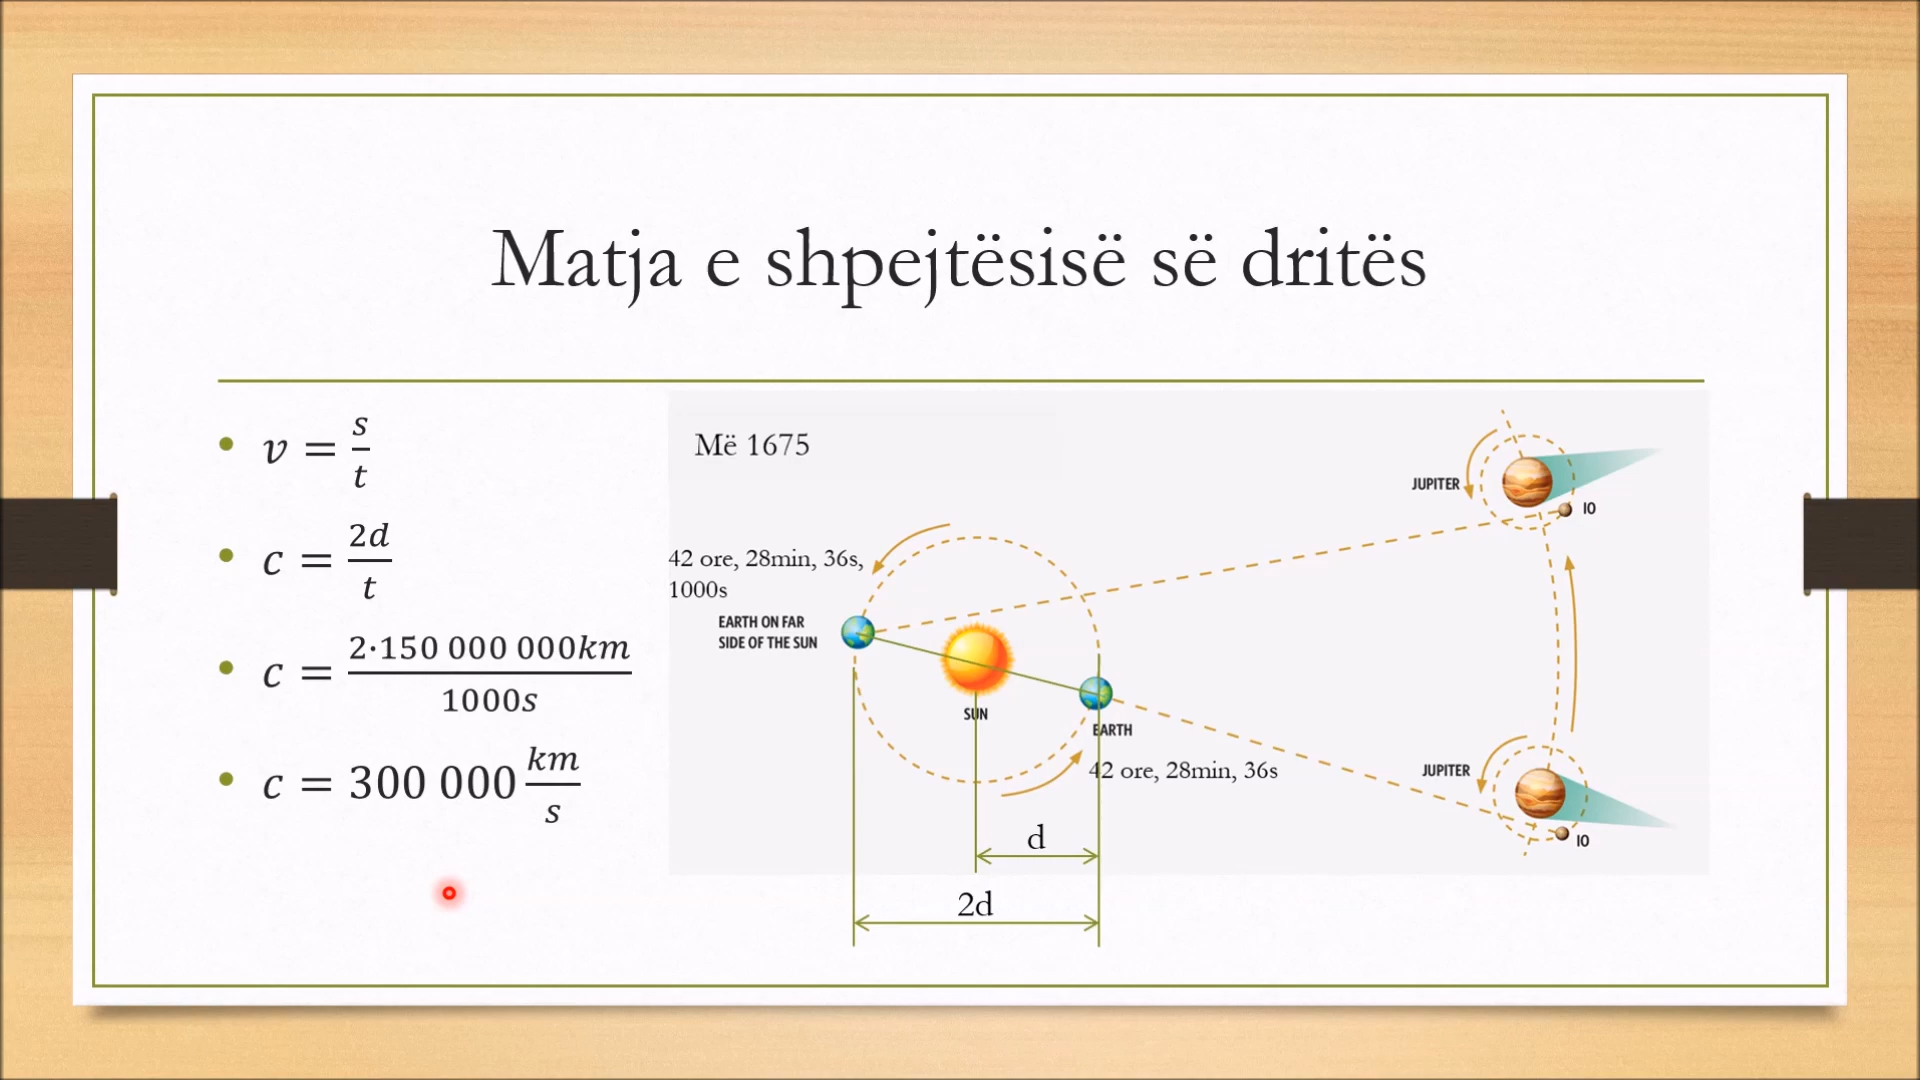 Matja e shpejtësisë së dritës
v = s/t
c = 2d/t
c = 2·150 000 000km/1000s
c = 300 000 km/s
Më 1675
42 ore, 28min, 36s,
1000s
EARTH ON FAR
SIDE OF THE SUN
SUN
EARTH
42 ore, 28min, 36s
d
2d
JUPITER
IO
JUPITER
IO